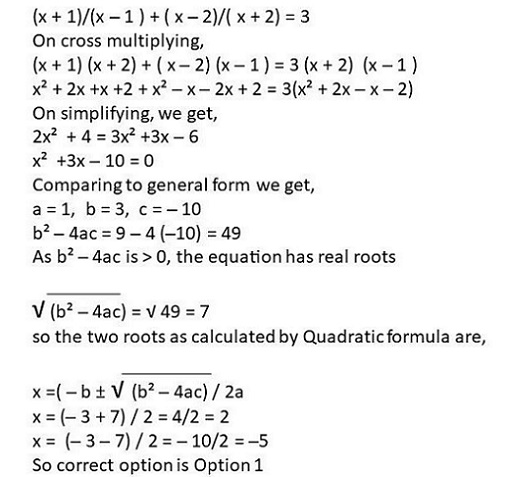 (x + 1)/(x – 1 ) + ( x – 2)/( x + 2) = 3
On cross multiplying,
(x + 1) (x + 2) + ( x – 2) (x – 1 ) = 3 (x + 2) (x – 1 )
x² + 2x +x +2 + x² – x – 2x + 2 = 3(x² + 2x – x – 2)
On simplifying, we get,
2x² + 4 = 3x² +3x – 6
x² +3x – 10 = 0
Comparing to general form we get,
a = 1, b = 3, c = – 10
b² – 4ac = 9 – 4 (–10) = 49
As b² – 4ac is > 0, the equation has real roots
√ (b² – 4ac) = √ 49 = 7
so the two roots as calculated by Quadratic formula are,
x =( – b ± √ (b² – 4ac) / 2a
x = (– 3 + 7) / 2 = 4/2 = 2
x = (– 3 – 7) / 2 = – 10/2 = –5
So correct option is Option 1